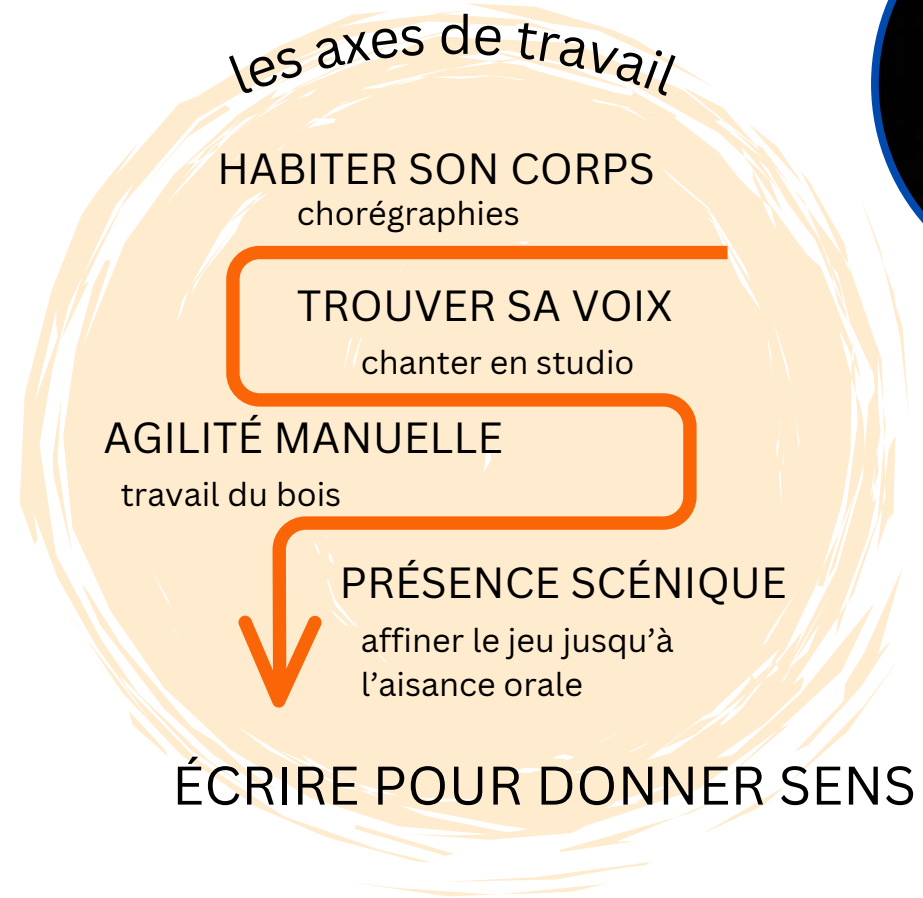 les axes de travail
HABITER SON CORPS
chorégraphies
TROUVER SA VOIX
chanter en studio
AGILITÉ MANUELLE
travail du bois
PRÉSENCE SCÉNIQUE
affiner le jeu jusqu’à
l’aisance orale
ÉCRIRE POUR DONNER SENS